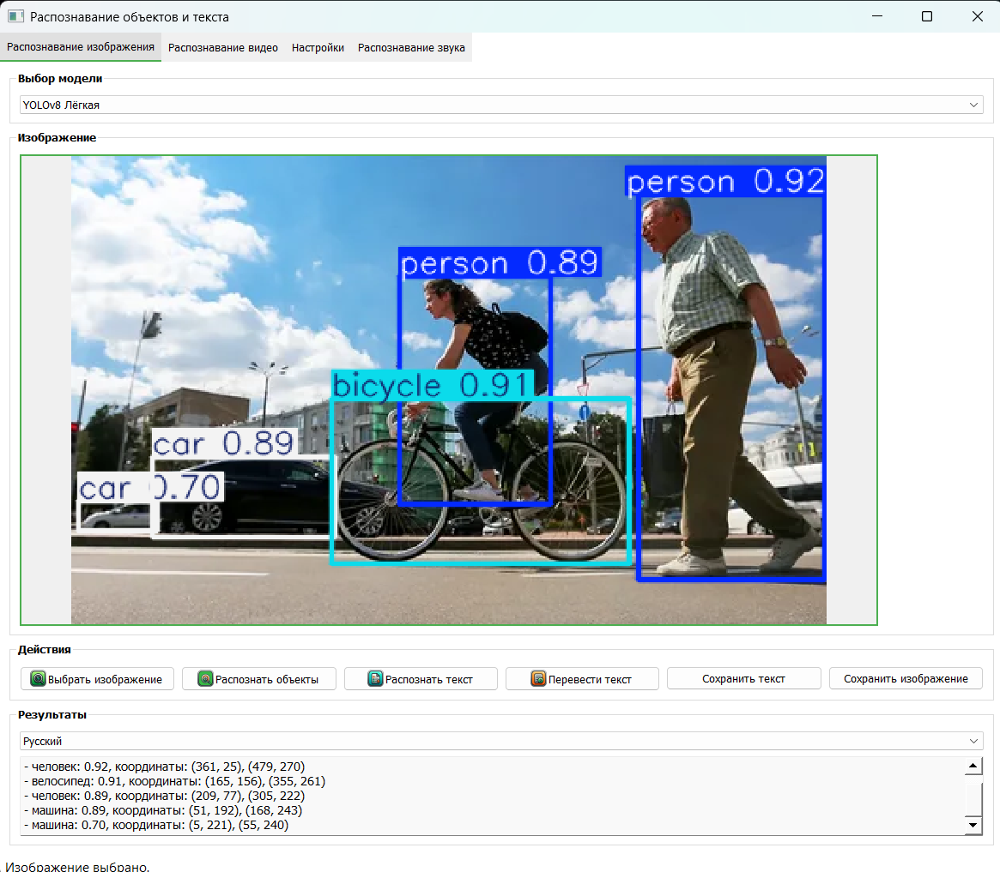 Распознавание объектов и текста
Распознавание изображения Распознавание видео Настройки Распознавание звука
Выбор модели
YOLOv8 Лёгкая
Изображение
person 0.92
person 0.89
bicycle 0.91
car 0.89
car 0.70
Действия
Выбрать изображение Распознать объекты Распознать текст Перевести текст Сохранить текст Сохранить изображение
Результаты
Русский
- человек: 0.92, координаты: (361, 25), (479, 270)
- велосипед: 0.91, координаты: (165, 156), (355, 261)
- человек: 0.89, координаты: (209, 77), (305, 222)
- машина: 0.89, координаты: (51, 192), (168, 243)
- машина: 0.70, координаты: (5, 221), (55, 240)
Изображение выбрано.